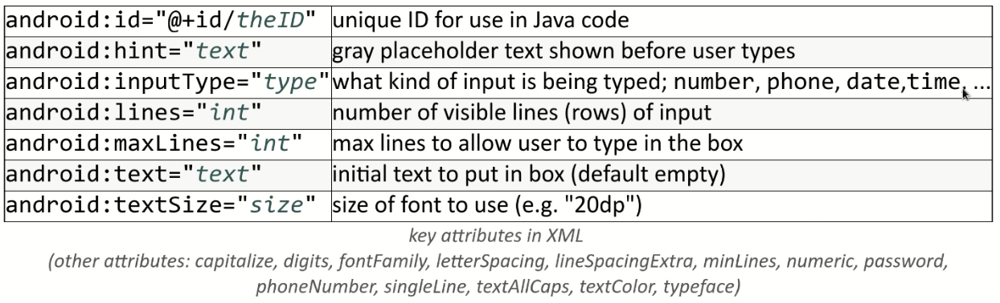 android:id="@+id/theID" unique ID for use in Java code
android:hint="text" gray placeholder text shown before user types
android:inputType="type" what kind of input is being typed; number, phone, date,time, ...
android:lines="int" number of visible lines (rows) of input
android:maxLines="int" max lines to allow user to type in the box
android:text="text" initial text to put in box (default empty)
android:textSize="size" size of font to use (e.g. "20dp")
key attributes in XML
(other attributes: capitalize, digits, fontFamily, letterSpacing, lineSpacingExtra, minLines, numeric, password,
phoneNumber, singleLine, textAllCaps, textColor, typeface)